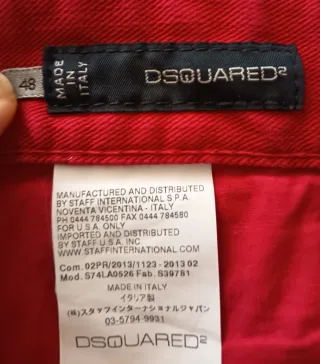 48
MADE
IN
ITALY
DSQUARED²
MANUFACTURED AND DISTRIBUTED
BY STAFF INTERNATIONAL S.P.A.
NOVENTA VICENTINA - ITALY
PH 0444 784500 FAX 0444 784580
FOR U.S.A. ONLY
IMPORTED AND DISTRIBUTED
BY STAFF U.S.A. INC
WWW.STAFFINTERNATIONAL.COM
Com. 02PR/2013/1123 - 2013 02
Mod. S74LA0526 Fab. S39781
MADE IN ITALY
イタリア製
(株)スタッフインターナショナルジャパン
03-5794-9931
DSQUARED²